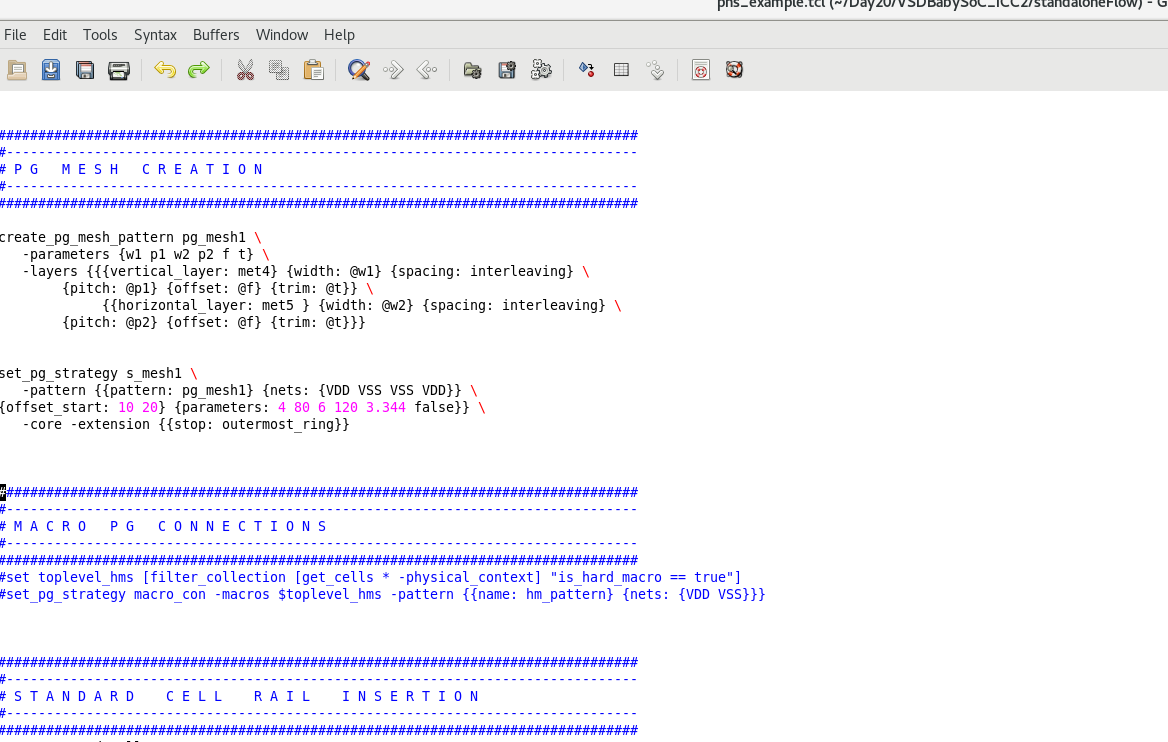 pns_example.tcl (~/Day20/VSDBabySoC_ICC2/standaloneFlow) - G
File Edit Tools Syntax Buffers Window Help
################################################################################
#-------------------------------------------------------------------------------
# P G   M E S H   C R E A T I O N
#-------------------------------------------------------------------------------
################################################################################
create_pg_mesh_pattern pg_mesh1 \
   -parameters {w1 p1 w2 p2 f t} \
   -layers {{{vertical_layer: met4} {width: @w1} {spacing: interleaving} \
        {pitch: @p1} {offset: @f} {trim: @t}} \
             {{horizontal_layer: met5 } {width: @w2} {spacing: interleaving} \
        {pitch: @p2} {offset: @f} {trim: @t}}}
set_pg_strategy s_mesh1 \
   -pattern {{pattern: pg_mesh1} {nets: {VDD VSS VSS VDD}} \
{offset_start: 10 20} {parameters: 4 80 6 120 3.344 false}} \
   -core -extension {{stop: outermost_ring}}
################################################################################
#-------------------------------------------------------------------------------
# M A C R O   P G   C O N N E C T I O N S
#-------------------------------------------------------------------------------
################################################################################
#set toplevel_hms [filter_collection [get_cells * -physical_context] "is_hard_macro == true"]
#set_pg_strategy macro_con -macros $toplevel_hms -pattern {{name: hm_pattern} {nets: {VDD VSS}}}
################################################################################
#-------------------------------------------------------------------------------
# S T A N D A R D    C E L L    R A I L    I N S E R T I O N
#-------------------------------------------------------------------------------
################################################################################